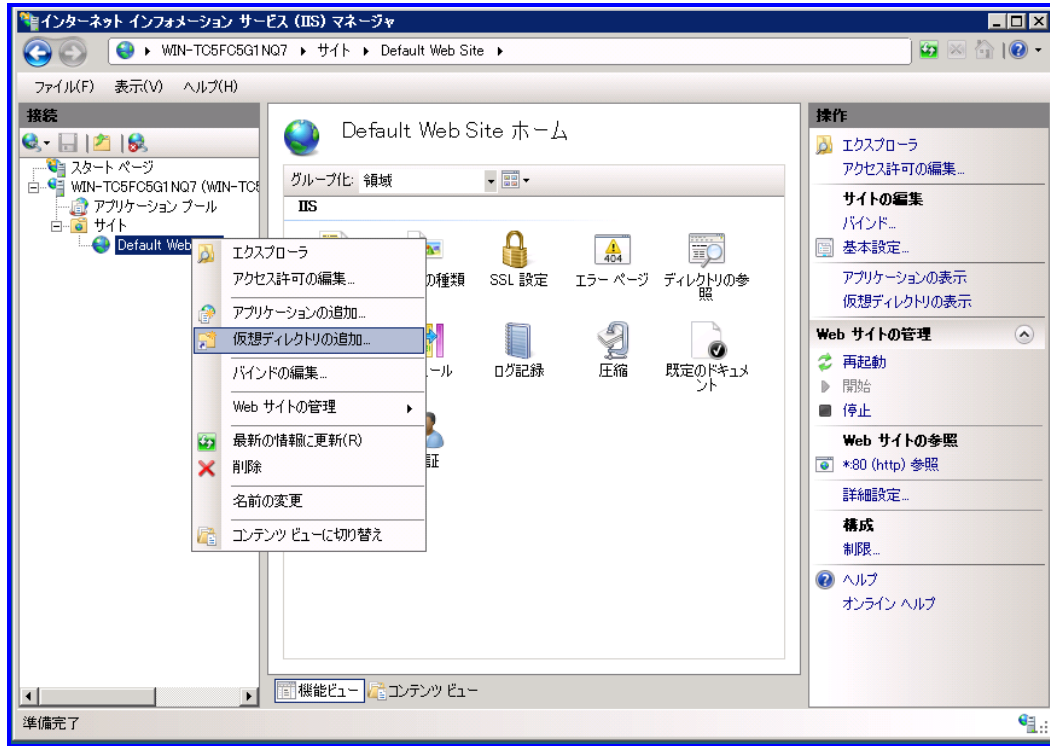 インターネット インフォメーション サービス (IIS) マネージャ
WIN-TC5FC5G1NQ7 サイト Default Web Site
ファイル(F) 表示(V) ヘルプ(H)
接続
スタート ページ
WIN-TC5FC5G1NQ7 (WIN-TC5
アプリケーション プール
サイト
Default Web
エクスプローラ
アクセス許可の編集...
アプリケーションの追加...
仮想ディレクトリの追加...
バインドの編集...
Web サイトの管理
最新の情報に更新(R)
削除
名前の変更
コンテンツ ビューに切り替え
Default Web Site ホーム
グループ化: 領域
IIS
の種類
SSL 設定
404
エラー ページ
ディレクトリの参照
ール
ログ記録
圧縮
既定のドキュメント
証
機能ビュー
コンテンツ ビュー
操作
エクスプローラ
アクセス許可の編集...
サイトの編集
バインド...
基本設定...
アプリケーションの表示
仮想ディレクトリの表示
Web サイトの管理
再起動
開始
停止
Web サイトの参照
*:80 (http) 参照
詳細設定...
構成
制限...
ヘルプ
オンライン ヘルプ
準備完了